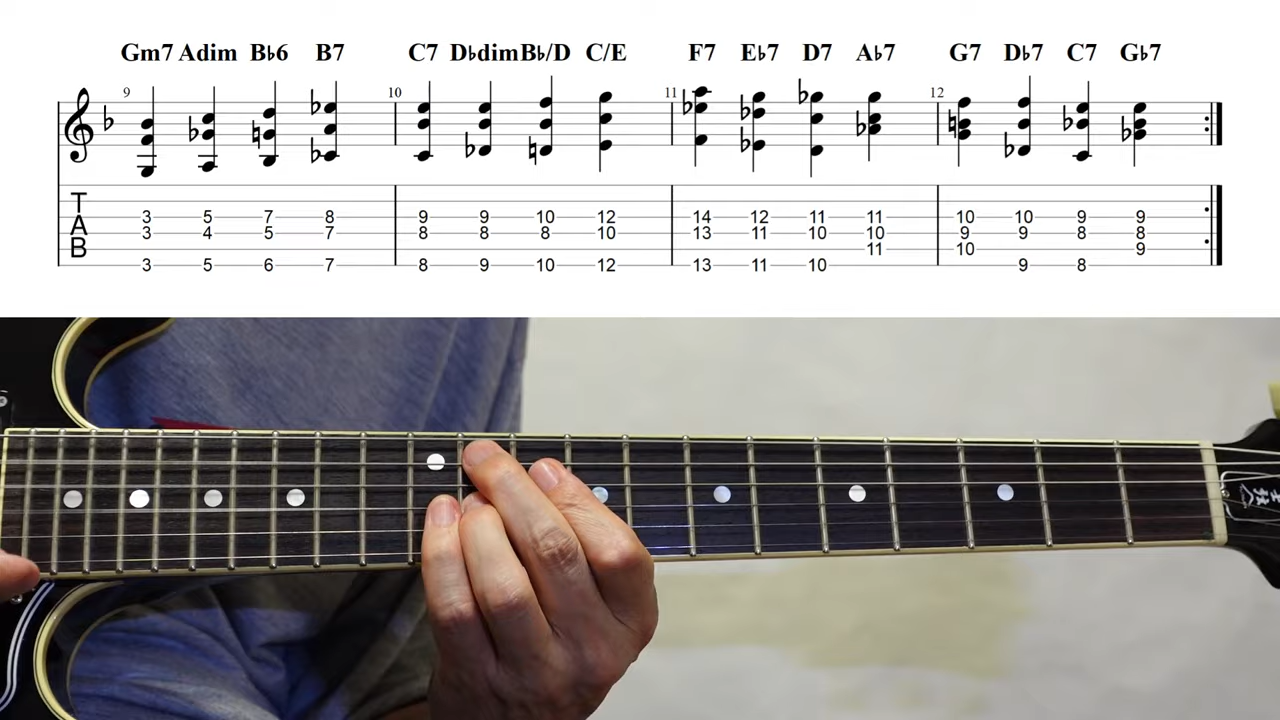 Gm7 Adim B♭6 B7 C7 D♭dim B♭/D C/E F7 E♭7 D7 A♭7 G7 D♭7 C7 G♭7
9 10 11 12
T 3 5 7 8 9 9 10 12 14 12 11 11 10 10 9 9
A 3 4 5 7 8 8 8 10 13 11 10 10 9 9 8 8
B 11 10 9
3 5 6 7 8 9 10 12 13 11 10 9 8